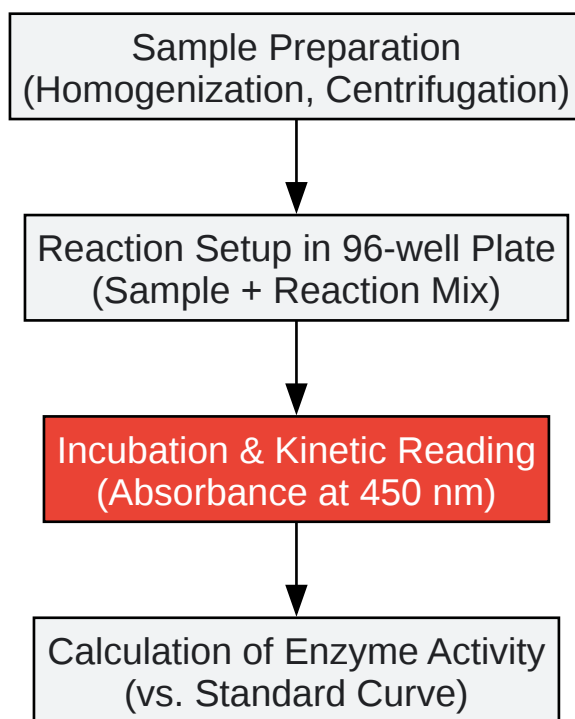 Sample Preparation
(Homogenization, Centrifugation)
Reaction Setup in 96-well Plate
(Sample + Reaction Mix)
Incubation & Kinetic Reading
(Absorbance at 450 nm)
Calculation of Enzyme Activity
(vs. Standard Curve)